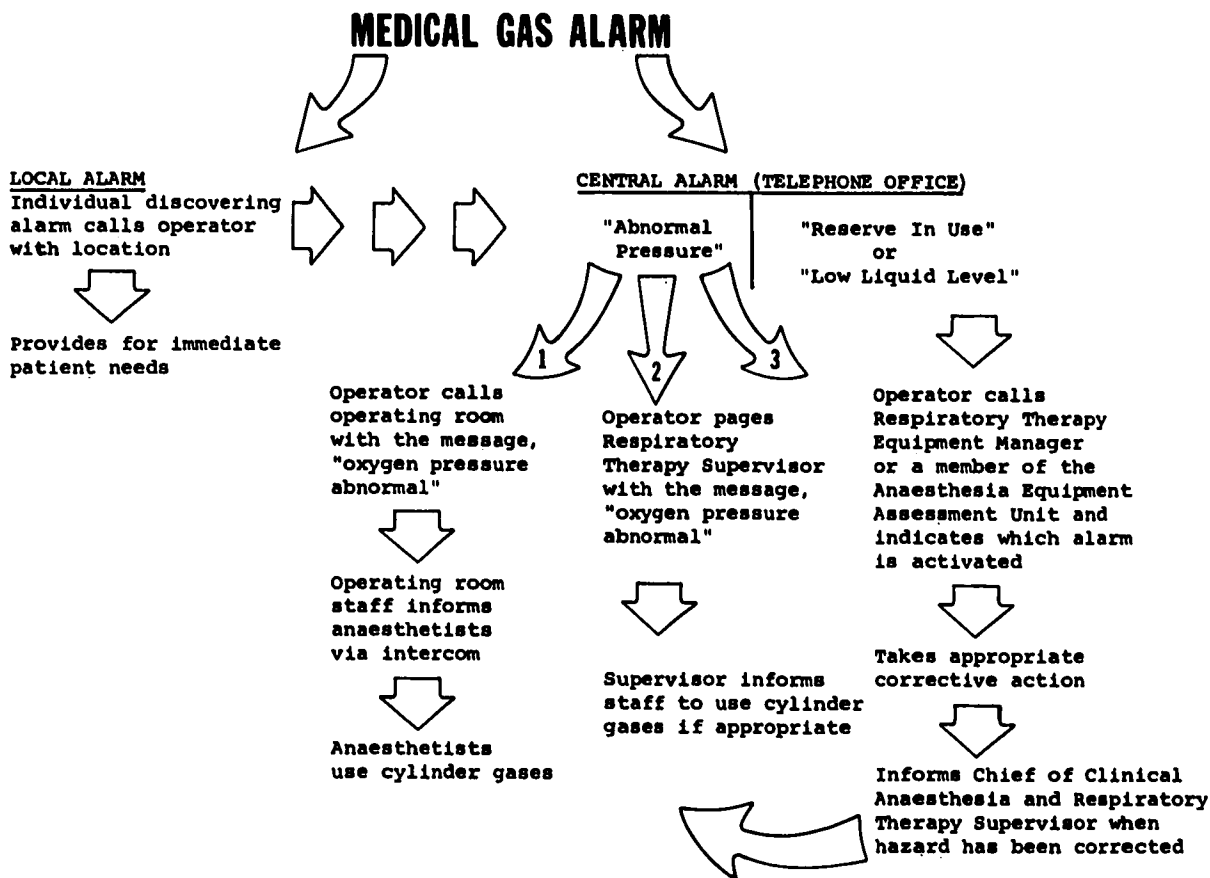 MEDICAL GAS ALARM
LOCAL ALARM
Individual discovering
alarm calls operator
with location
Provides for immediate
patient needs
CENTRAL ALARM (TELEPHONE OFFICE)
"Abnormal
Pressure"
"Reserve In Use"
or
"Low Liquid Level"
1
Operator calls
operating room
with the message,
"oxygen pressure
abnormal"
Operating room
staff informs
anaesthetists
via intercom
Anaesthetists
use cylinder gases
2
Operator pages
Respiratory
Therapy Supervisor
with the message,
"oxygen pressure
abnormal"
Supervisor informs
staff to use cylinder
gases if appropriate
3
Operator calls
Respiratory Therapy
Equipment Manager
or a member of the
Anaesthesia Equipment
Assessment Unit and
indicates which alarm
is activated
Takes appropriate
corrective action
Informs Chief of Clinical
Anaesthesia and Respiratory
Therapy Supervisor when
hazard has been corrected